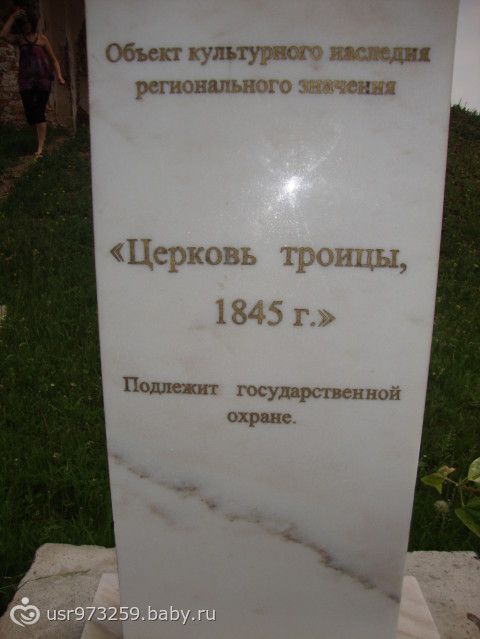 Объект культурного наследия
регионального значения
«Церковь троицы,
1845 г.»
Подлежит государственной
охране.
usr973259.baby.ru